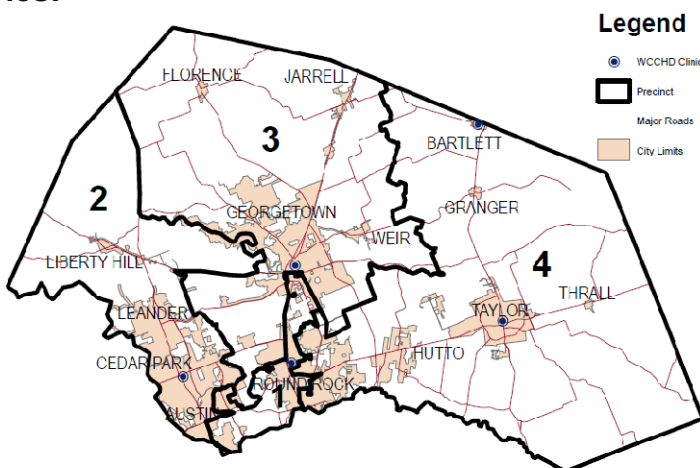 Legend
WCCHD Clinic
Precinct
Major Roads
City Limits
FLORENCE
JARRELL
3
BARTLETT
2
GEORGETOWN
GRANGER
WEIR
LIBERTY HILL
4
THRALL
LEANDER
TAYLOR
HUTTO
CEDAR PARK
ROUND ROCK
1
AUSTIN